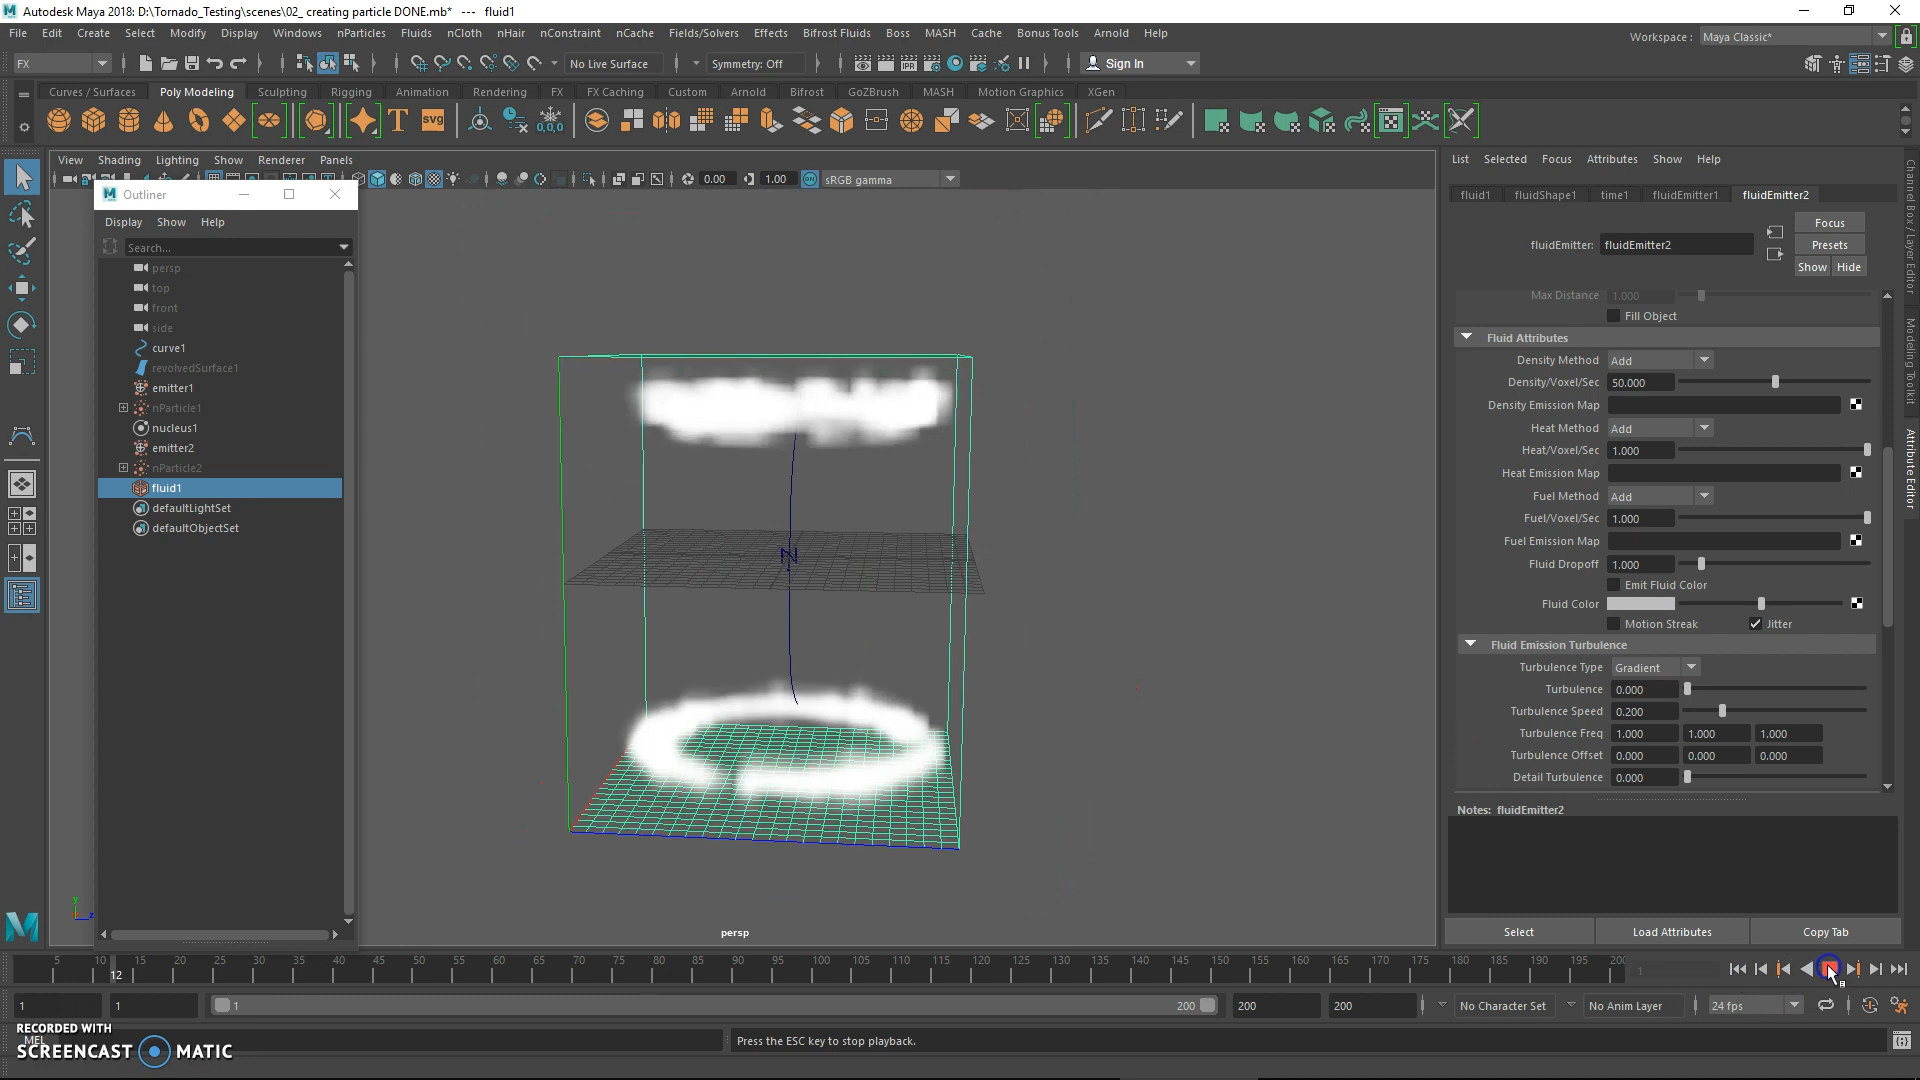 Autodesk Maya 2018: D:\Tornado_Testing\scenes\02_ creating particle DONE.mb* --- fluid1
File Edit Create Select Modify Display Windows nParticles Fluids nCloth nHair nConstraint nCache Fields/Solvers Effects Bifrost Fluids Boss MASH Cache Bonus Tools Arnold Help
Workspace : Maya Classic*
FX No Live Surface Symmetry: Off Sign In
Curves / Surfaces Poly Modeling Sculpting Rigging Animation Rendering FX FX Caching Custom Arnold Bifrost GoZBrush MASH Motion Graphics XGen
View Shading Lighting Show Renderer Panels
0.00 1.00 sRGB gamma
Outliner
Display Show Help
Search...
persp
top
front
side
curve1
revolvedSurface1
emitter1
nParticle1
nucleus1
emitter2
nParticle2
fluid1
defaultLightSet
defaultObjectSet
persp
List Selected Focus Attributes Show Help
fluid1 fluidShape1 time1 fluidEmitter1 fluidEmitter2
fluidEmitter: fluidEmitter2
Focus
Presets
Show Hide
Max Distance 1.000
Fill Object
Fluid Attributes
Density Method Add
Density/Voxel/Sec 50.000
Density Emission Map
Heat Method Add
Heat/Voxel/Sec 1.000
Heat Emission Map
Fuel Method Add
Fuel/Voxel/Sec 1.000
Fuel Emission Map
Fluid Dropoff 1.000
Emit Fluid Color
Fluid Color
Motion Streak Jitter
Fluid Emission Turbulence
Turbulence Type Gradient
Turbulence 0.000
Turbulence Speed 0.200
Turbulence Freq 1.000 1.000 1.000
Turbulence Offset 0.000 0.000 0.000
Detail Turbulence 0.000
Notes: fluidEmitter2
Select Load Attributes Copy Tab
Channel Box / Layer Editor
Modeling Toolkit
Attribute Editor
5 10 15 20 25 30 35 40 45 50 55 60 65 70 75 80 85 90 95 100 105 110 115 120 125 130 135 140 145 150 155 160 165 170 175 180 185 190 195 200
12
1
1 1 1 200 200 200 No Character Set No Anim Layer 24 fps
RECORDED WITH
SCREENCAST MATIC
MEL
Press the ESC key to stop playback.